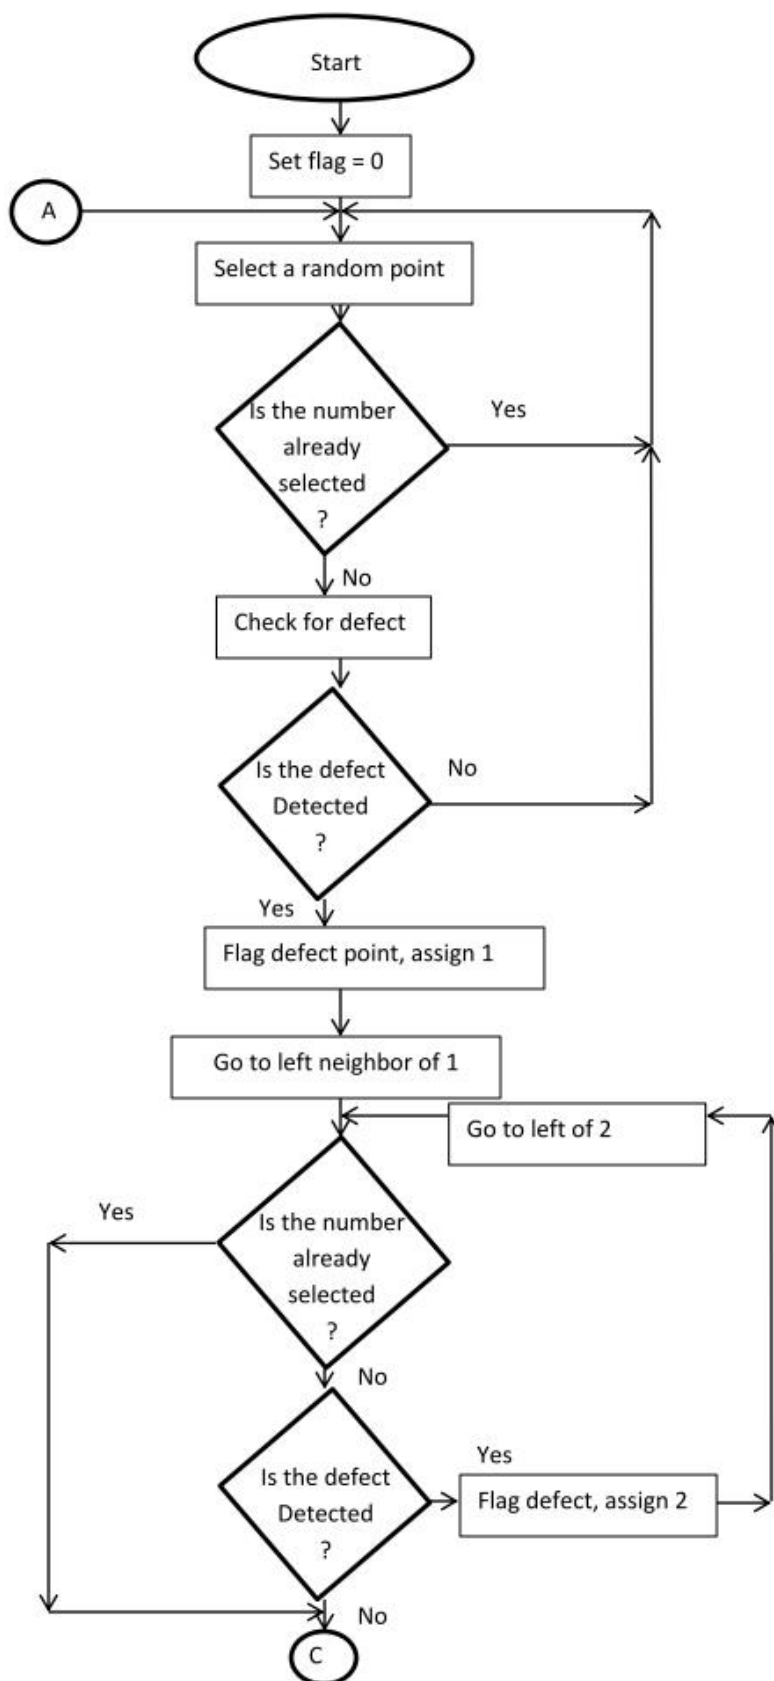 Start
Set flag = 0
A
Select a random point
Is the number
already
selected
?
Yes
No
Check for defect
Is the defect
Detected
?
No
Yes
Flag defect point, assign 1
Go to left neighbor of 1
Go to left of 2
Yes
Is the number
already
selected
?
No
Is the defect
Detected
?
Yes
Flag defect, assign 2
No
C